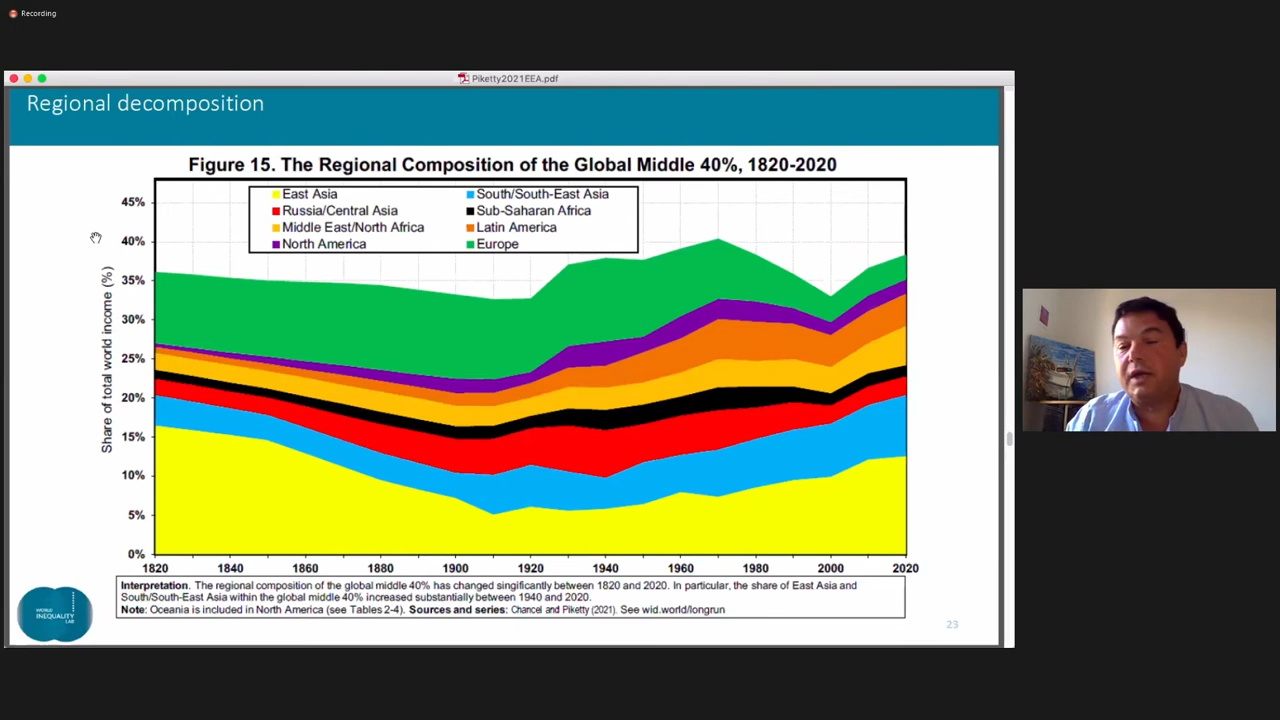 Recording
Piketty2021EEA.pdf
Regional decomposition
Figure 15. The Regional Composition of the Global Middle 40%, 1820-2020
East Asia
South/South-East Asia
Russia/Central Asia
Sub-Saharan Africa
Middle East/North Africa
Latin America
North America
Europe
Share of total world income (%)
45%
40%
35%
30%
25%
20%
15%
10%
5%
0%
1820 1840 1860 1880 1900 1920 1940 1960 1980 2000 2020
Interpretation. The regional composition of the global middle 40% has changed singificantly between 1820 and 2020. In particular, the share of East Asia and
South/South-East Asia within the global middle 40% increased substantially between 1940 and 2020.
Note: Oceania is included in North America (see Tables 2-4). Sources and series: Chancel and Piketty (2021). See wid.world/longrun
WORLD
INEQUALITY
LAB
23